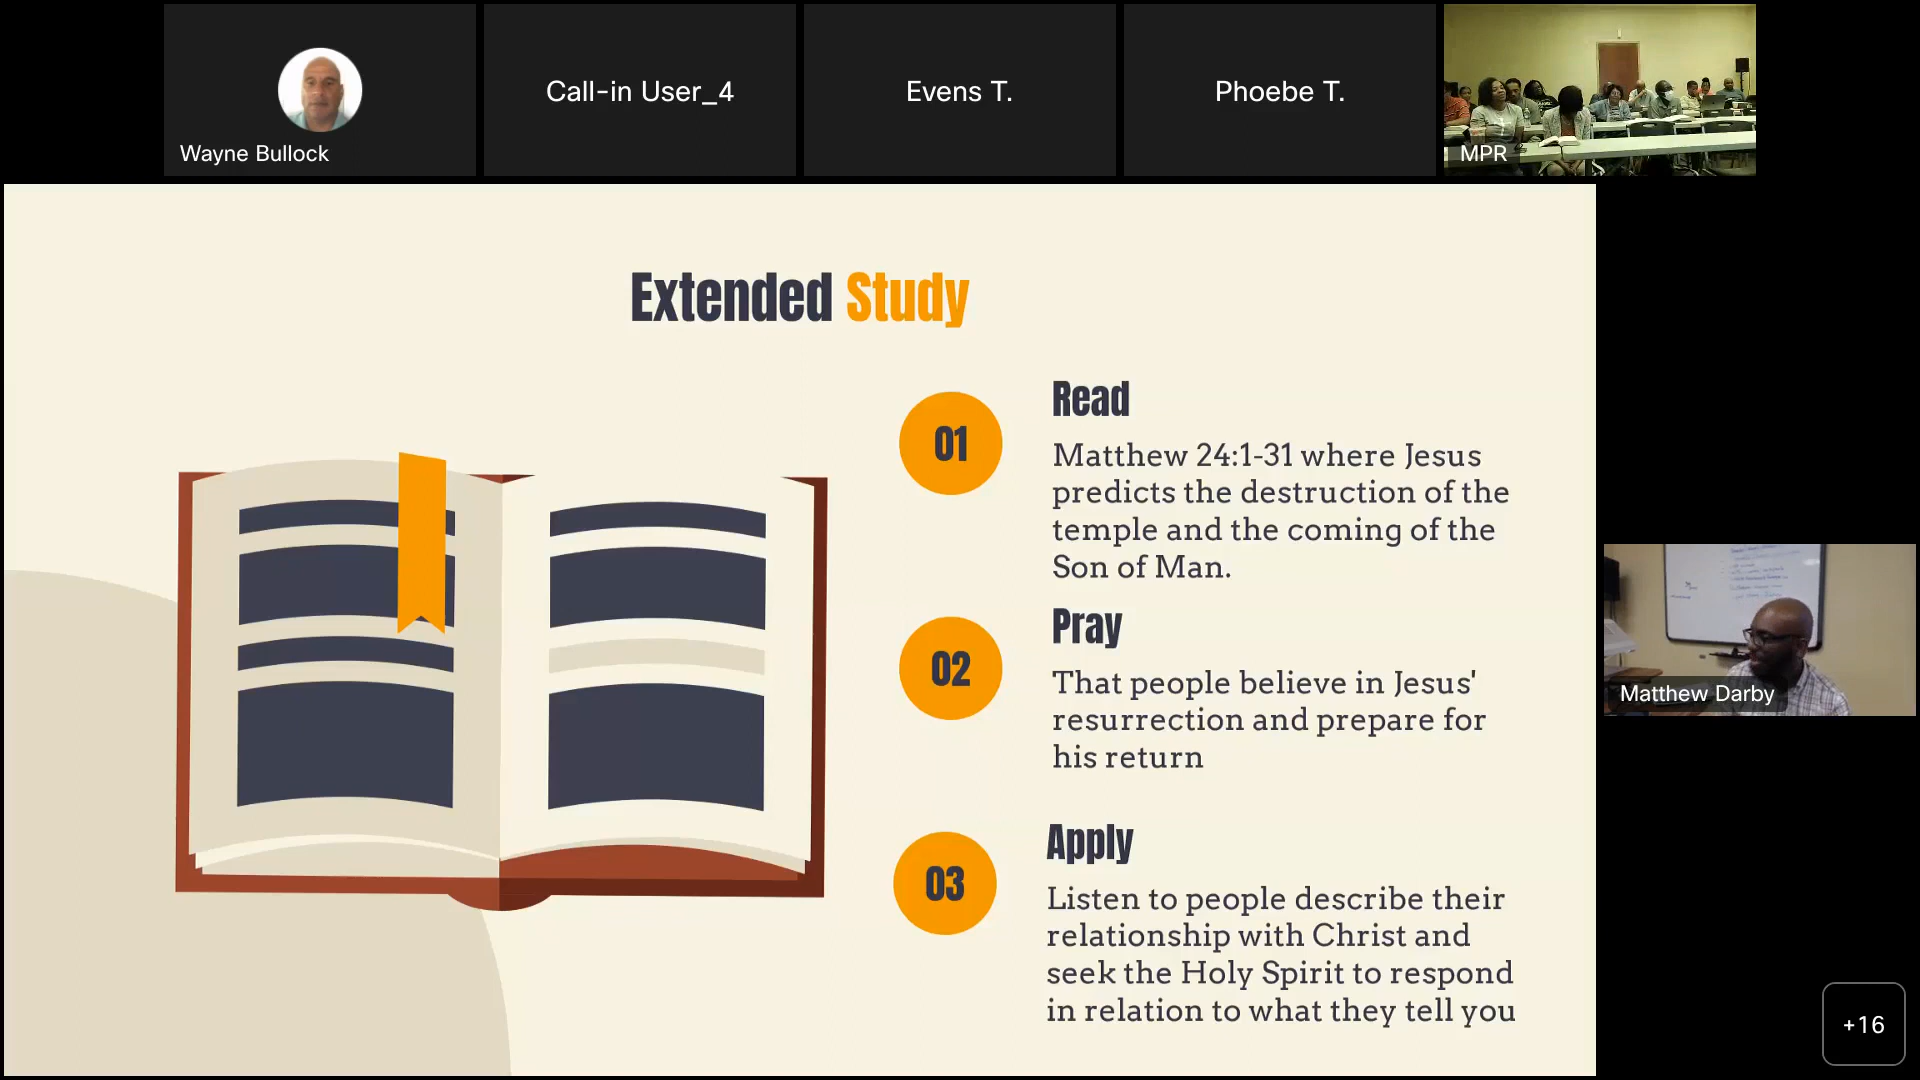 Wayne Bullock
Call-in User_4
Evens T.
Phoebe T.
MPR
Extended Study
01
Read
Matthew 24:1-31 where Jesus
predicts the destruction of the
temple and the coming of the
Son of Man.
02
Pray
That people believe in Jesus'
resurrection and prepare for
his return
03
Apply
Listen to people describe their
relationship with Christ and
seek the Holy Spirit to respond
in relation to what they tell you
Matthew Darby
+16